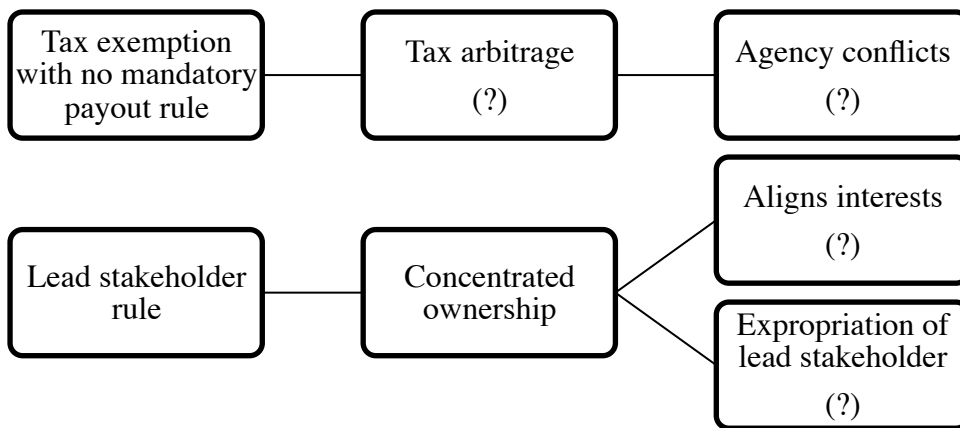 Tax exemption
with no mandatory
payout rule
Tax arbitrage
(?)
Agency conflicts
(?)
Lead stakeholder
rule
Concentrated
ownership
Aligns interests
(?)
Expropriation of
lead stakeholder
(?)